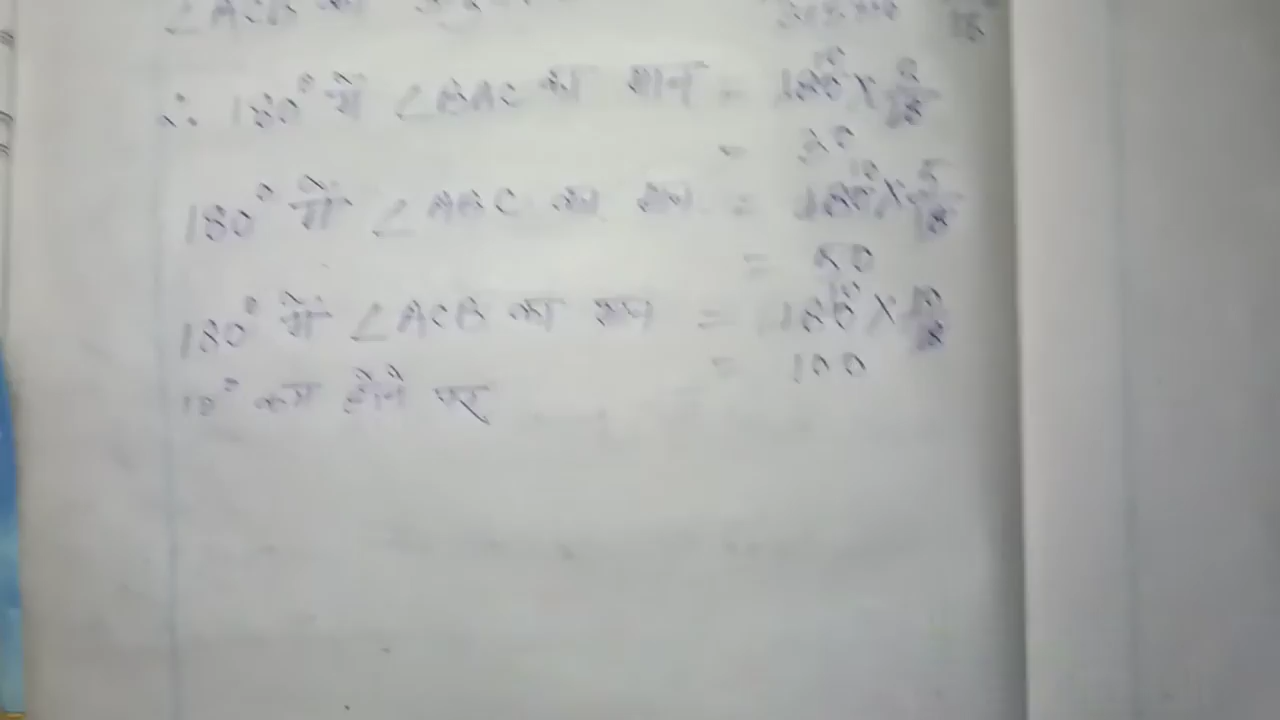 ∠ACB का
∴ 180° में ∠BAC का मान = 180 × 3/18
= 30
180° में ∠ABC का मान = 180 × 5/18
= 50
180° में ∠ACB का मान = 180 × 10/18
= 100
10° कम होने पर